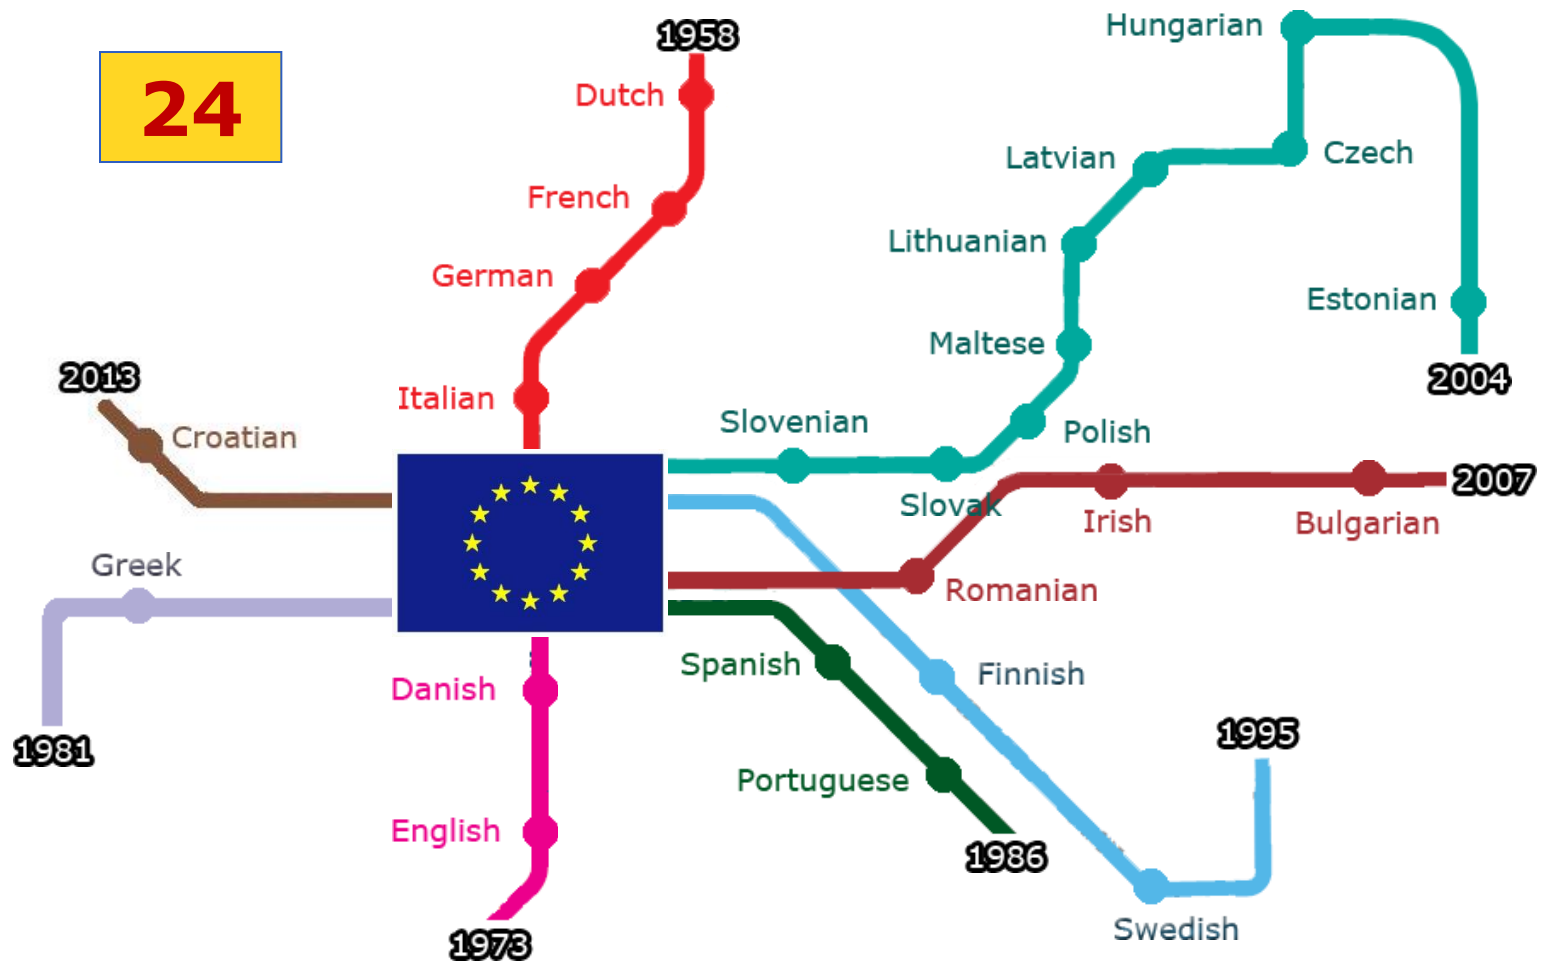 24
1958
Dutch
French
German
Italian
2013
Croatian
Greek
1981
Danish
English
1973
Hungarian
Latvian
Czech
Lithuanian
Estonian
Maltese
2004
Slovenian
Polish
Slovak
2007
Irish
Bulgarian
Romanian
Spanish
Finnish
Portuguese
1986
1995
Swedish